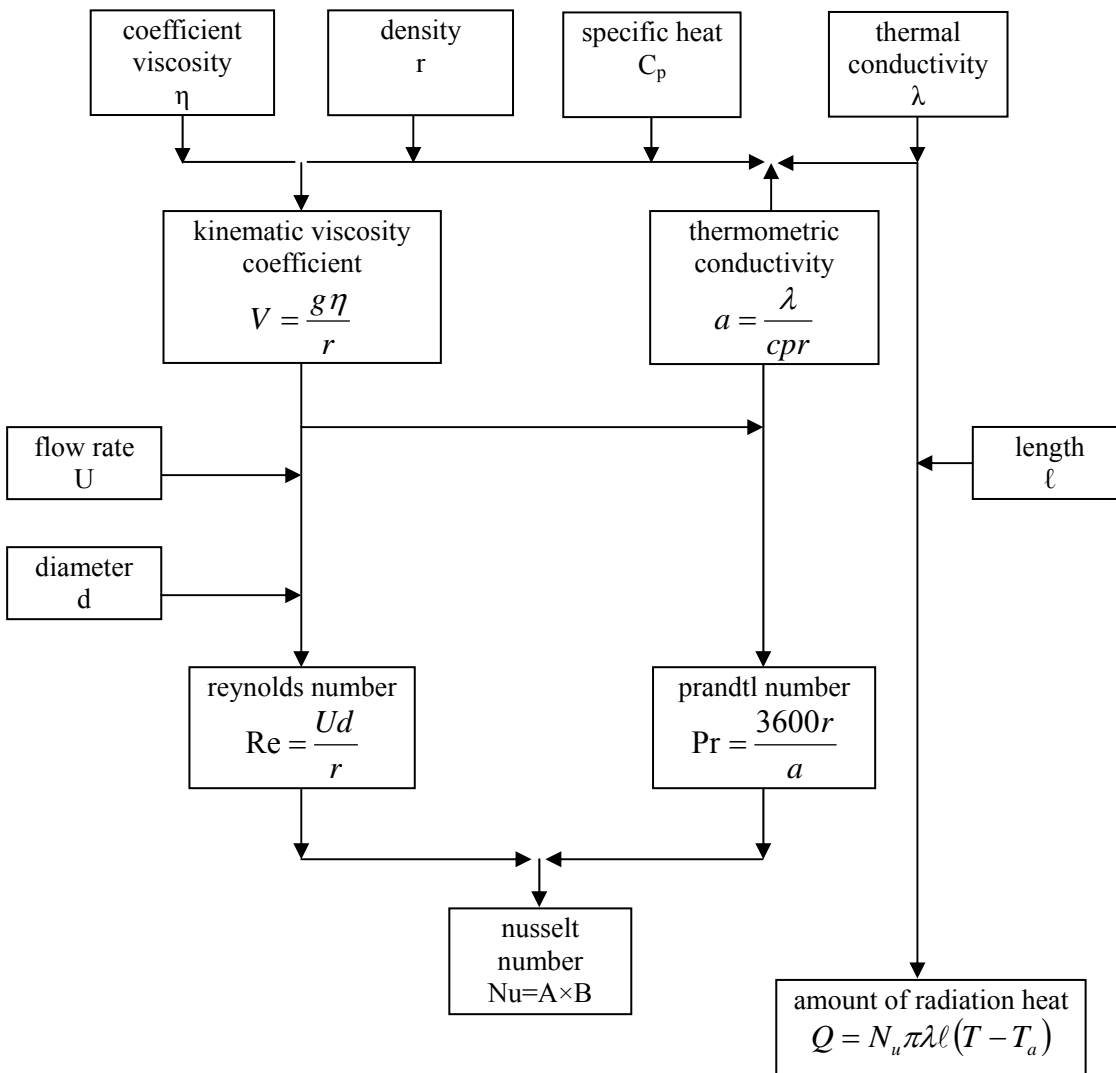 coefficient
viscosity
η
density
r
specific heat
Cₚ
thermal
conductivity
λ
kinematic viscosity
coefficient
V = gη/r
thermometric
conductivity
a = λ/cpr
flow rate
U
length
ℓ
diameter
d
reynolds number
Re = Ud/r
prandtl number
Pr = 3600r/a
nusselt
number
Nu=A×B
amount of radiation heat
Q = Nᵤπλℓ(T − Tₐ)